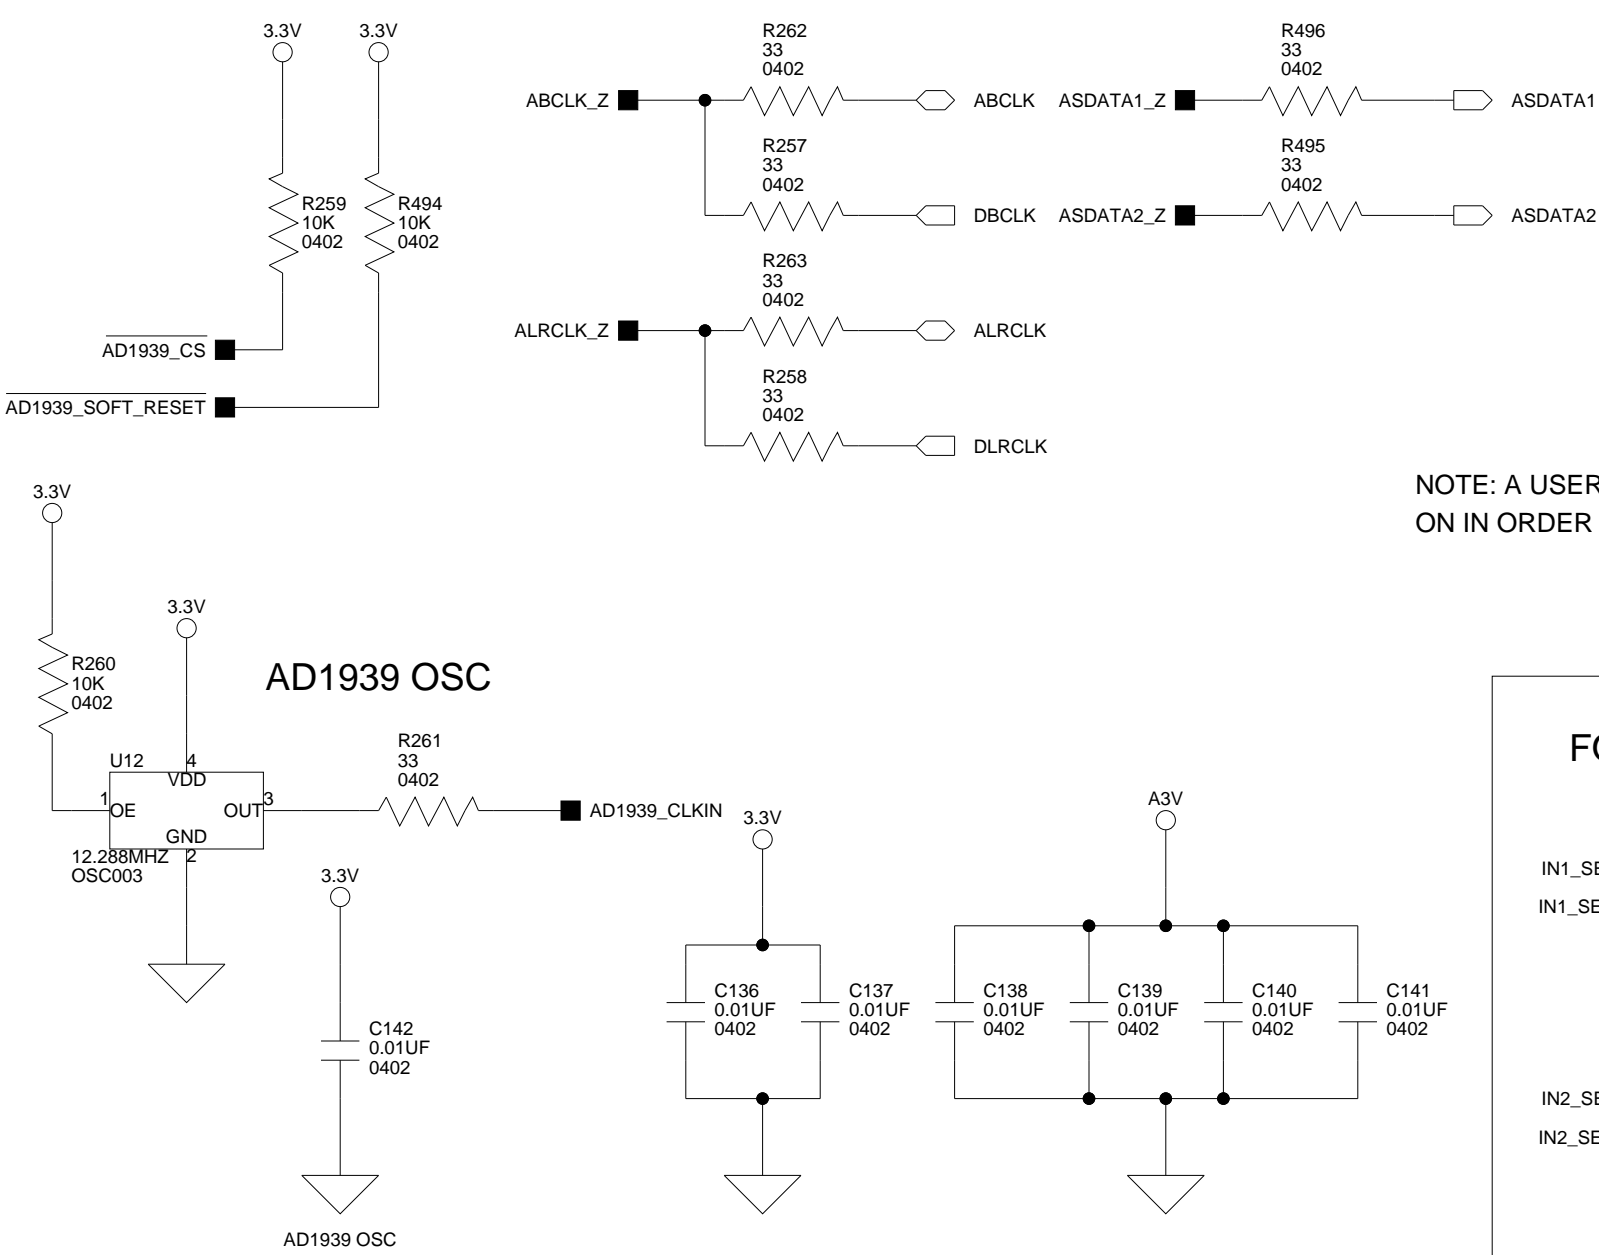 3.3V
3.3V
R259
10K
0402
R494
10K
0402
AD1939_CS
AD1939_SOFT_RESET
R262
33
0402
ABCLK_Z
ABCLK
R257
33
0402
DBCLK
R263
33
0402
ALRCLK_Z
ALRCLK
R258
33
0402
DLRCLK
R496
33
0402
ASDATA1_Z
ASDATA1
R495
33
0402
ASDATA2_Z
ASDATA2
NOTE: A USER
ON IN ORDER
3.3V
R260
10K
0402
3.3V
AD1939 OSC
U12
4
VDD
1
OE
OUT
3
GND
2
12.288MHZ
OSC003
R261
33
0402
AD1939_CLKIN
3.3V
C142
0.01UF
0402
AD1939 OSC
3.3V
C136
0.01UF
0402
C137
0.01UF
0402
A3V
C138
0.01UF
0402
C139
0.01UF
0402
C140
0.01UF
0402
C141
0.01UF
0402